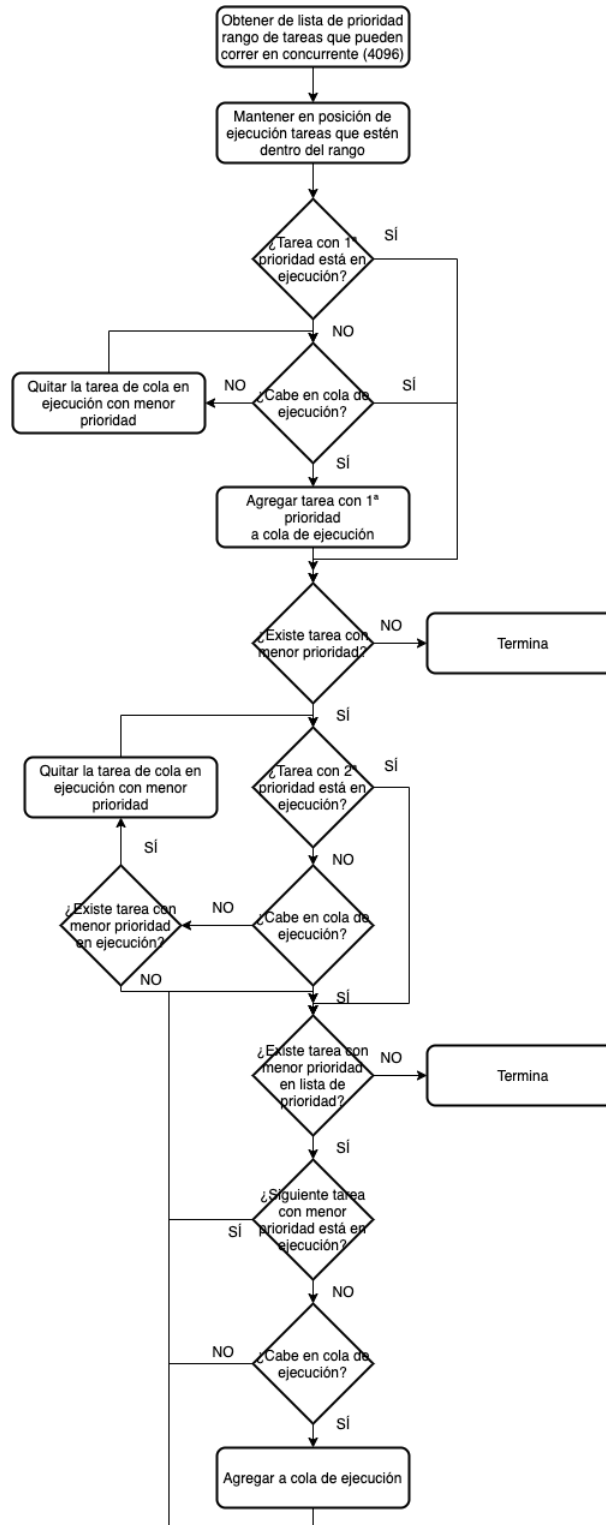 Obtener de lista de prioridad
rango de tareas que pueden
correr en concurrente (4096)
Mantener en posición de
ejecución tareas que estén
dentro del rango
¿Tarea con 1ª
prioridad está en
ejecución?
SÍ
NO
Quitar la tarea de cola en
ejecución con menor
prioridad
NO
¿Cabe en cola de
ejecución?
SÍ
SÍ
Agregar tarea con 1ª
prioridad
a cola de ejecución
¿Existe tarea con
menor prioridad?
NO
Termina
SÍ
Quitar la tarea de cola en
ejecución con menor
prioridad
¿Tarea con 2ª
prioridad está en
ejecución?
SÍ
SÍ
NO
¿Existe tarea con
menor prioridad
en ejecución?
NO
¿Cabe en cola de
ejecución?
NO
SÍ
¿Existe tarea con
menor prioridad
en lista de
prioridad?
NO
Termina
SÍ
¿Siguiente tarea
con menor
prioridad está en
ejecución?
SÍ
NO
NO
¿Cabe en cola de
ejecución?
SÍ
Agregar a cola de ejecución